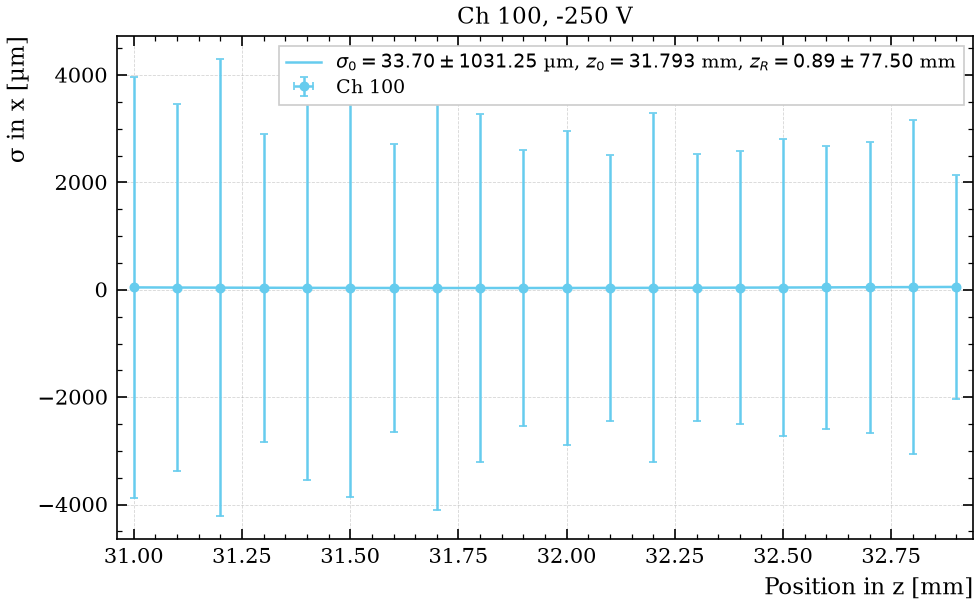 Ch 100, -250 V
σ in x [µm]
σ₀ = 33.70 ± 1031.25 µm, z₀ = 31.793 mm, z_R = 0.89 ± 77.50 mm
Ch 100
4000
2000
0
−2000
−4000
31.00 31.25 31.50 31.75 32.00 32.25 32.50 32.75
Position in z [mm]